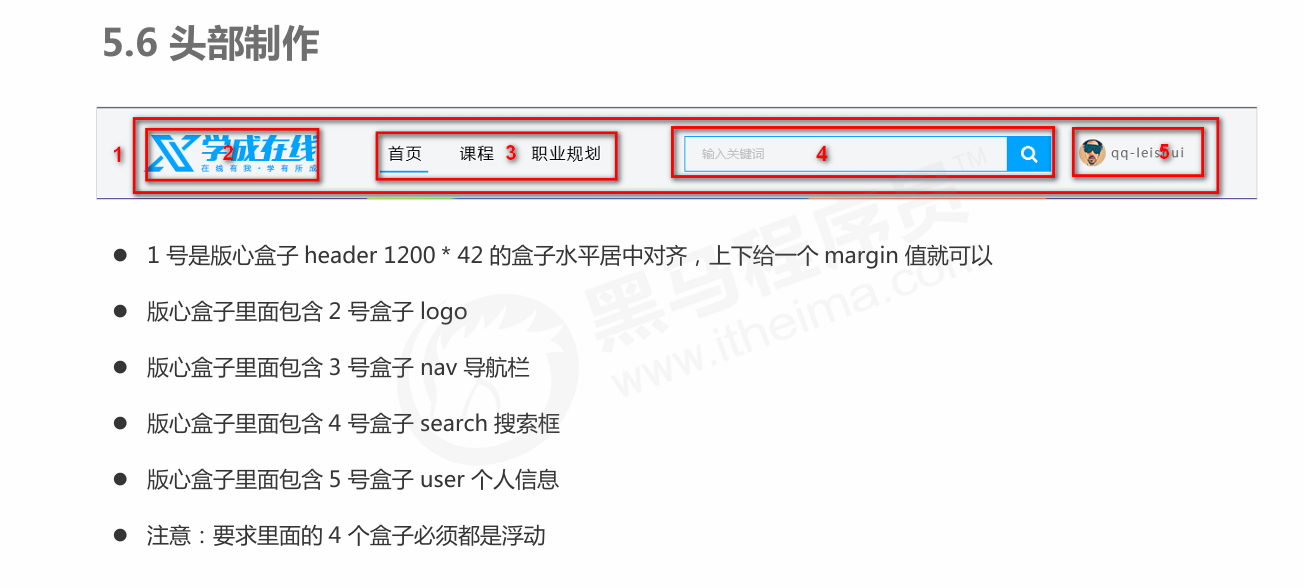 5.6 头部制作
1 学成在线 2 首页 课程 3 职业规划 输入关键词 4 qq-leishui 5
在线有我·学有所成
● 1 号是版心盒子 header 1200 * 42 的盒子水平居中对齐，上下给一个 margin 值就可以
● 版心盒子里面包含 2 号盒子 logo
● 版心盒子里面包含 3 号盒子 nav 导航栏
● 版心盒子里面包含 4 号盒子 search 搜索框
● 版心盒子里面包含 5 号盒子 user 个人信息
● 注意：要求里面的 4 个盒子必须都是浮动
黑马程序员™
www.itheima.com